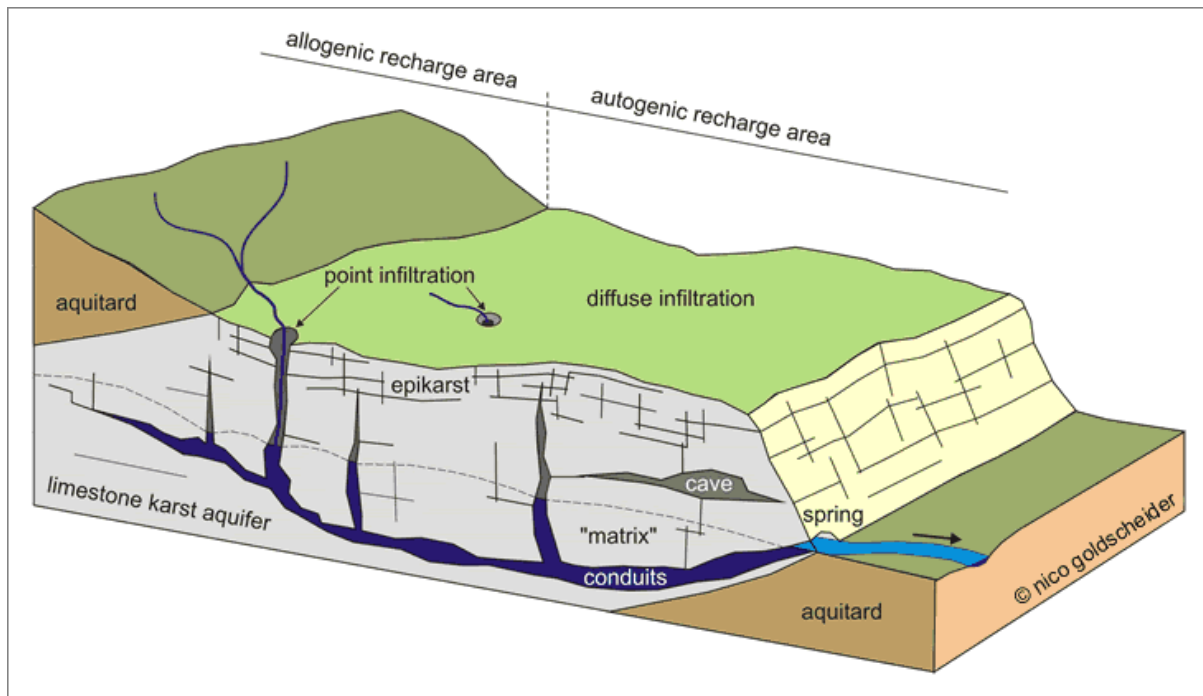 allogenic recharge area
autogenic recharge area
point infiltration
diffuse infiltration
aquitard
epikarst
cave
limestone karst aquifer
"matrix"
spring
conduits
aquitard
© nico goldscheider